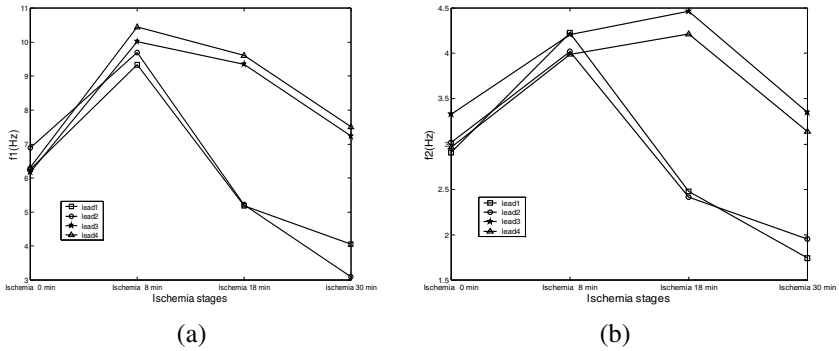 11
10
9
8
7
6
5
4
3
f1(Hz)
lead1
lead2
lead3
lead4
Ischemia 0 min
Ischemia 8 min
Ischemia 18 min
Ischemia 30 min
Ischemia stages
(a)
4.5
4
3.5
3
2.5
2
1.5
f2(Hz)
lead1
lead2
lead3
lead4
Ischemia 0 min
Ischemia 8 min
Ischemia 18 min
Ischemia 30 min
Ischemia stages
(b)